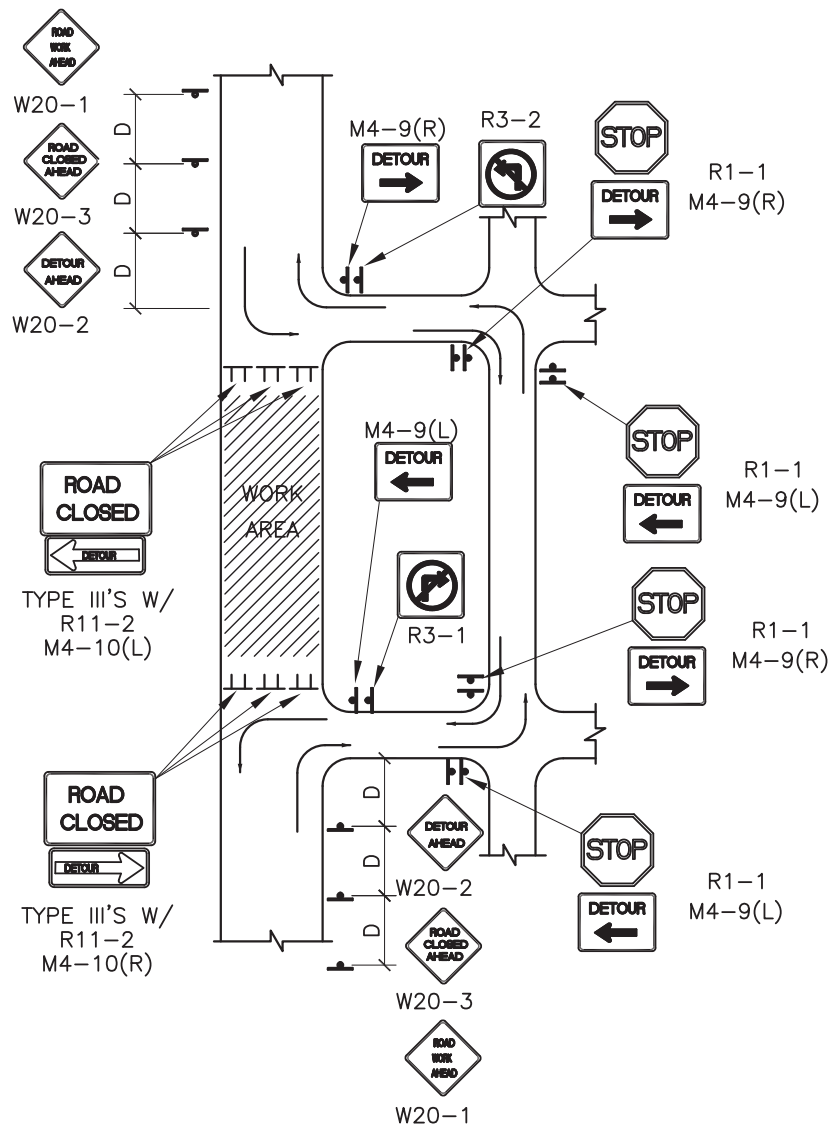 ROAD
WORK
AHEAD
W20-1
D
ROAD
CLOSED
AHEAD
W20-3
D
DETOUR
AHEAD
W20-2
D
M4-9(R)
DETOUR
R3-2
STOP
DETOUR
R1-1
M4-9(R)
M4-9(L)
DETOUR
STOP
DETOUR
R1-1
M4-9(L)
ROAD
CLOSED
DETOUR
TYPE III'S W/
R11-2
M4-10(L)
WORK
AREA
R3-1
STOP
DETOUR
R1-1
M4-9(R)
ROAD
CLOSED
DETOUR
TYPE III'S W/
R11-2
M4-10(R)
D
DETOUR
AHEAD
W20-2
D
ROAD
CLOSED
AHEAD
W20-3
D
ROAD
WORK
AHEAD
W20-1
STOP
DETOUR
R1-1
M4-9(L)